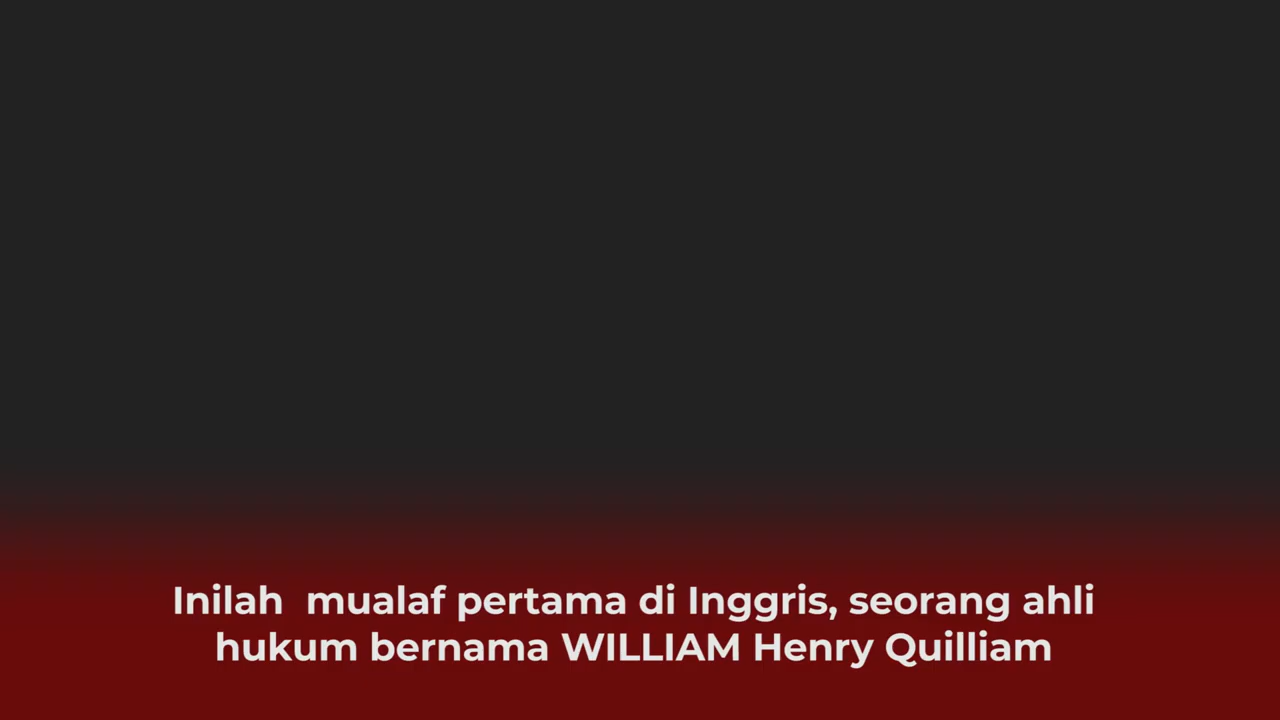 Inilah  mualaf pertama di Inggris, seorang ahli
hukum bernama WILLIAM Henry Quilliam